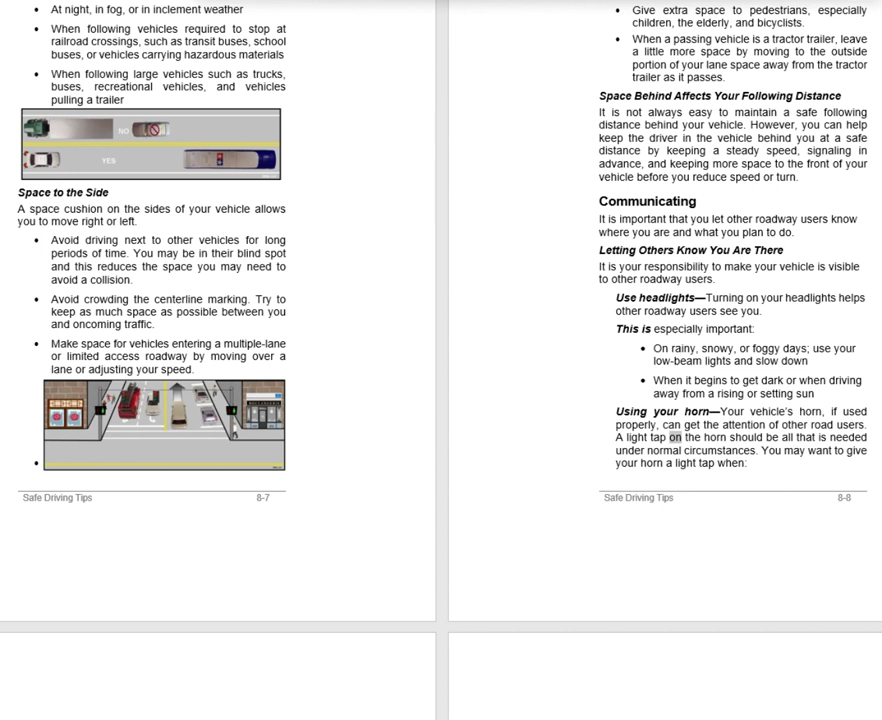 • At night, in fog, or in inclement weather
• When following vehicles required to stop at
railroad crossings, such as transit buses, school
buses, or vehicles carrying hazardous materials
• When following large vehicles such as trucks,
buses, recreational vehicles, and vehicles
pulling a trailer
NO
YES
Space to the Side
A space cushion on the sides of your vehicle allows
you to move right or left.
• Avoid driving next to other vehicles for long
periods of time. You may be in their blind spot
and this reduces the space you may need to
avoid a collision.
• Avoid crowding the centerline marking. Try to
keep as much space as possible between you
and oncoming traffic.
• Make space for vehicles entering a multiple-lane
or limited access roadway by moving over a
lane or adjusting your speed.
•
Safe Driving Tips 8-7
• Give extra space to pedestrians, especially
children, the elderly, and bicyclists.
• When a passing vehicle is a tractor trailer, leave
a little more space by moving to the outside
portion of your lane space away from the tractor
trailer as it passes.
Space Behind Affects Your Following Distance
It is not always easy to maintain a safe following
distance behind your vehicle. However, you can help
keep the driver in the vehicle behind you at a safe
distance by keeping a steady speed, signaling in
advance, and keeping more space to the front of your
vehicle before you reduce speed or turn.
Communicating
It is important that you let other roadway users know
where you are and what you plan to do.
Letting Others Know You Are There
It is your responsibility to make your vehicle is visible
to other roadway users.
Use headlights—Turning on your headlights helps
other roadway users see you.
This is especially important:
• On rainy, snowy, or foggy days; use your
low-beam lights and slow down
• When it begins to get dark or when driving
away from a rising or setting sun
Using your horn—Your vehicle's horn, if used
properly, can get the attention of other road users.
A light tap on the horn should be all that is needed
under normal circumstances. You may want to give
your horn a light tap when:
Safe Driving Tips 8-8